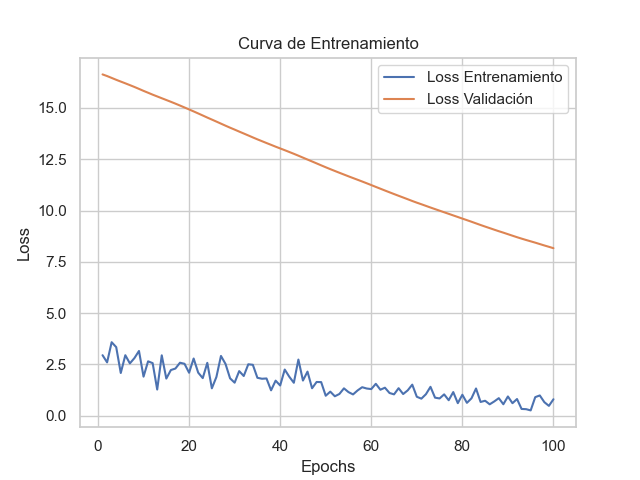 Curva de Entrenamiento
Loss Entrenamiento
Loss Validación
Loss
15.0
12.5
10.0
7.5
5.0
2.5
0.0
0
20
40
60
80
100
Epochs